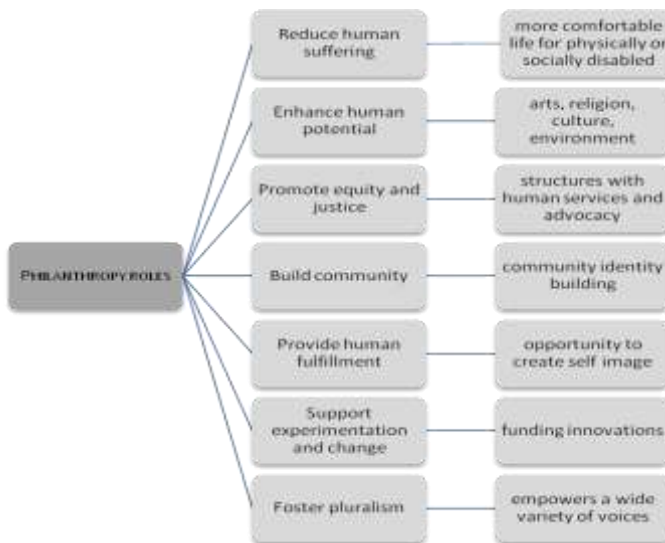 Reduce human
suffering
more comfortable
life for physically or
socially disabled
Enhance human
potential
arts, religion,
culture,
environment
Promote equity and
justice
structures with
human services and
advocacy
PHILANTHROPY ROLES
Build community
community identity
building
Provide human
fulfillment
opportunity to
create self image
Support
experimentation
and change
funding innovations
Foster pluralism
empowers a wide
variety of voices